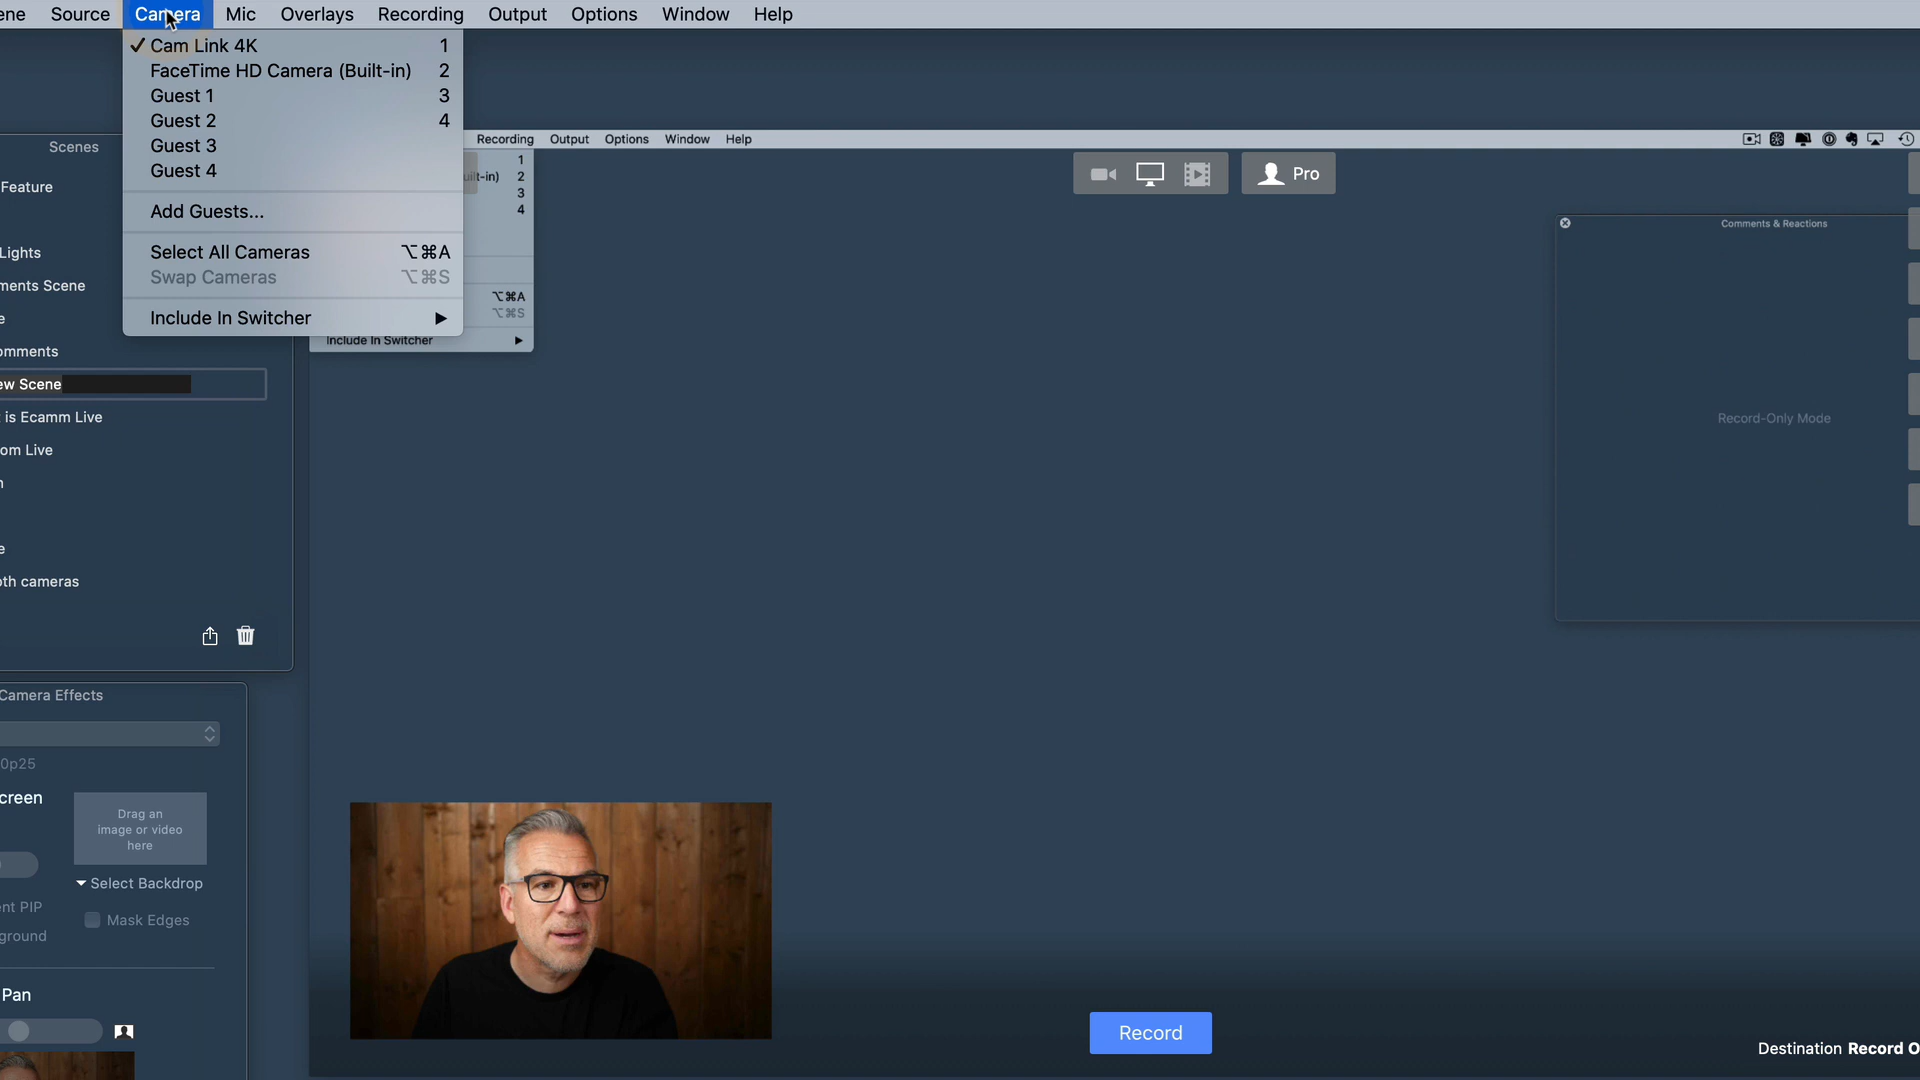 ene Source Camera Mic Overlays Recording Output Options Window Help
✓ Cam Link 4K 1
FaceTime HD Camera (Built-in) 2
Guest 1 3
Guest 2 4
Guest 3
Guest 4
Add Guests...
Select All Cameras ⌥⌘A
Swap Cameras ⌥⌘S
Include In Switcher ▶
Recording Output Options Window Help
1
uilt-in) 2
3
4
⌥⌘A
⌥⌘S
Include In Switcher ▶
Pro
Scenes
Feature
Lights
ments Scene
e
omments
ew Scene
is Ecamm Live
om Live
n
e
oth cameras
Comments & Reactions
Record-Only Mode
Camera Effects
0p25
creen
Drag an
image or video
here
Select Backdrop
ent PIP
Mask Edges
ground
Pan
Record
Destination Record O